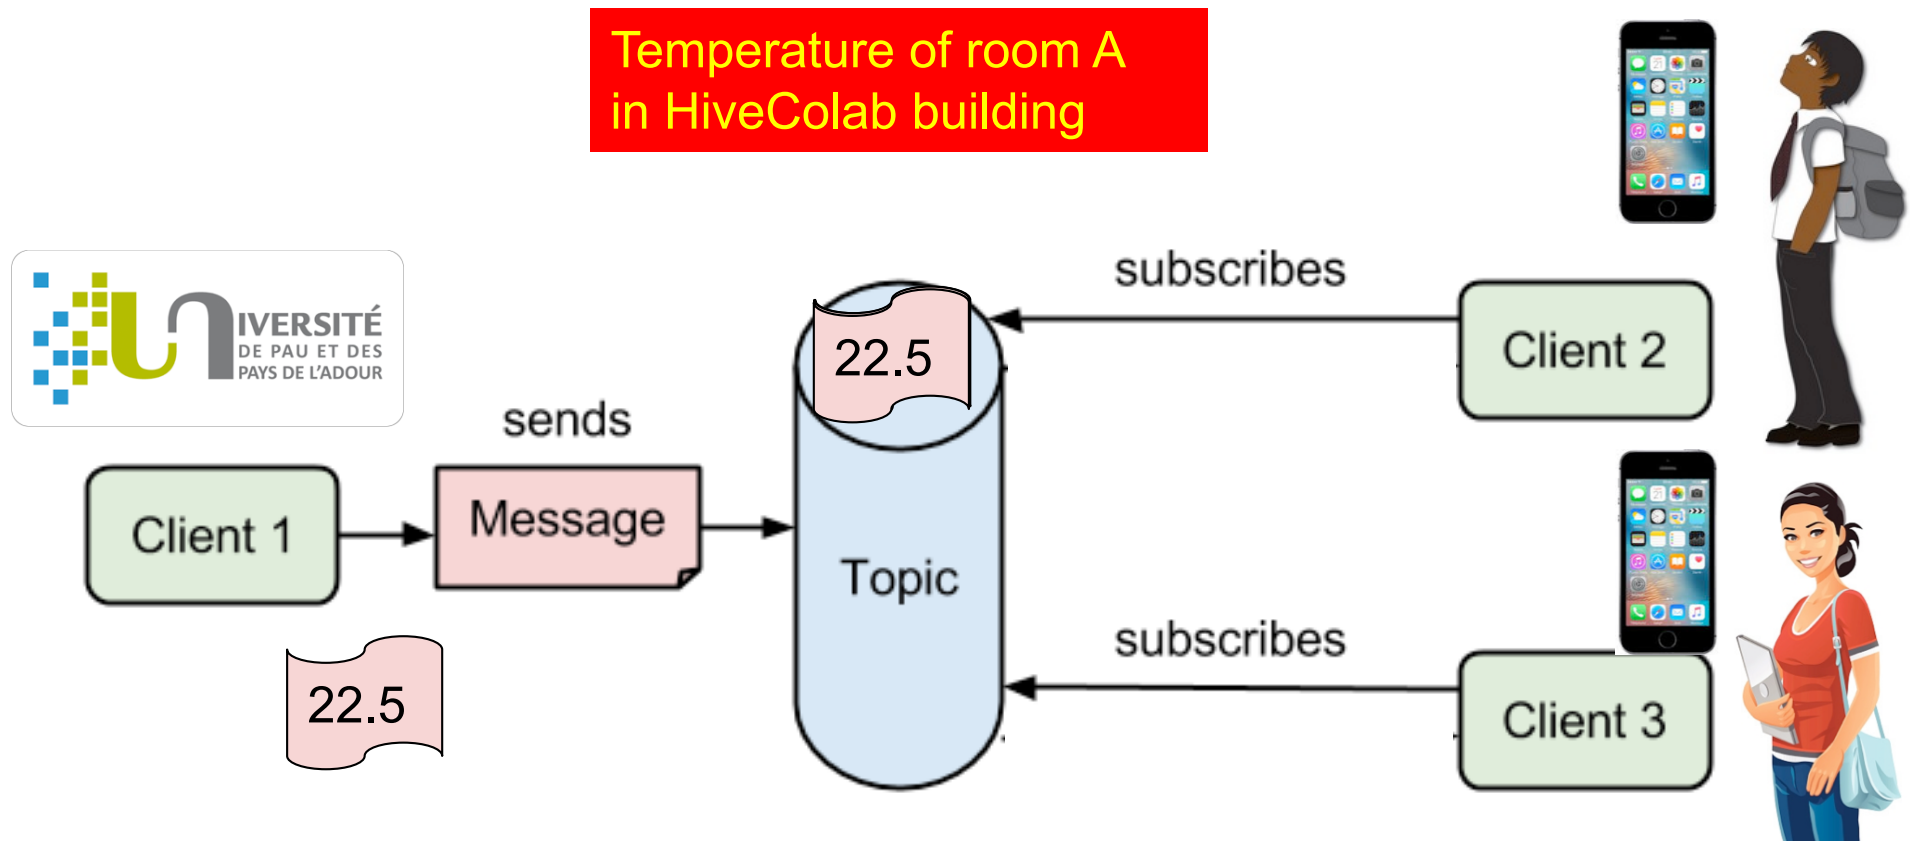 Temperature of room A
in HiveColab building
UNIVERSITÉ
DE PAU ET DES
PAYS DE L'ADOUR
subscribes
22.5
Client 2
sends
Client 1
Message
Topic
22.5
subscribes
Client 3